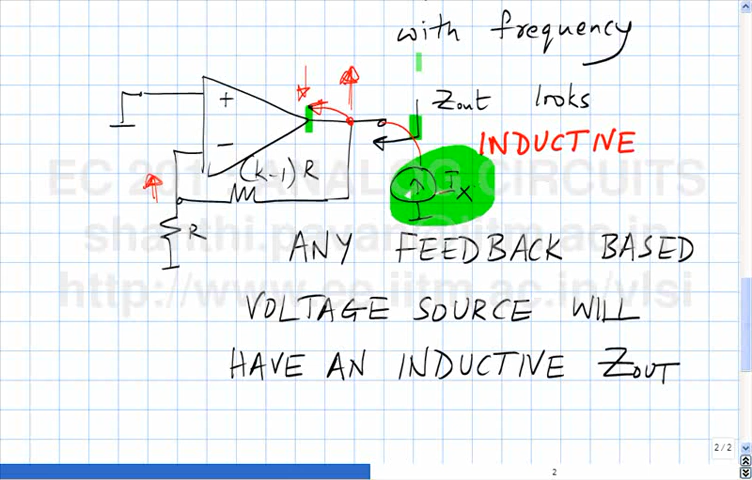 with frequency
Zout looks
INDUCTIVE
+
-
(k-1) R
Ix
R
EC 201: ANALOG CIRCUITS
http://www.ee.iitm.ac.in/vlsi
ANY FEEDBACK BASED
VOLTAGE SOURCE WILL
HAVE AN INDUCTIVE ZOUT
2/2
2